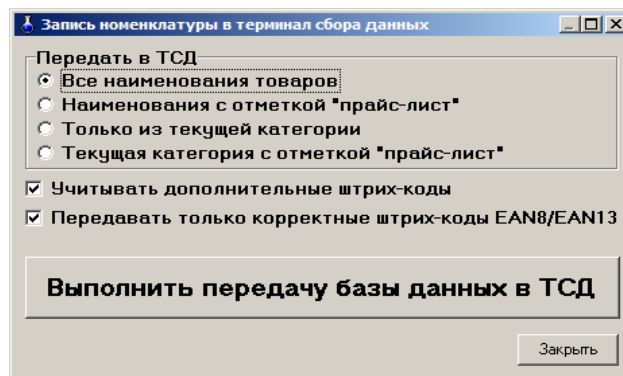 Запись номенклатуры в терминал сбора данных
Передать в ТСД
Все наименования товаров
Наименования с отметкой "прайс-лист"
Только из текущей категории
Текущая категория с отметкой "прайс-лист"
Учитывать дополнительные штрих-коды
Передавать только корректные штрих-коды EAN8/EAN13
Выполнить передачу базы данных в ТСД
Закрыть